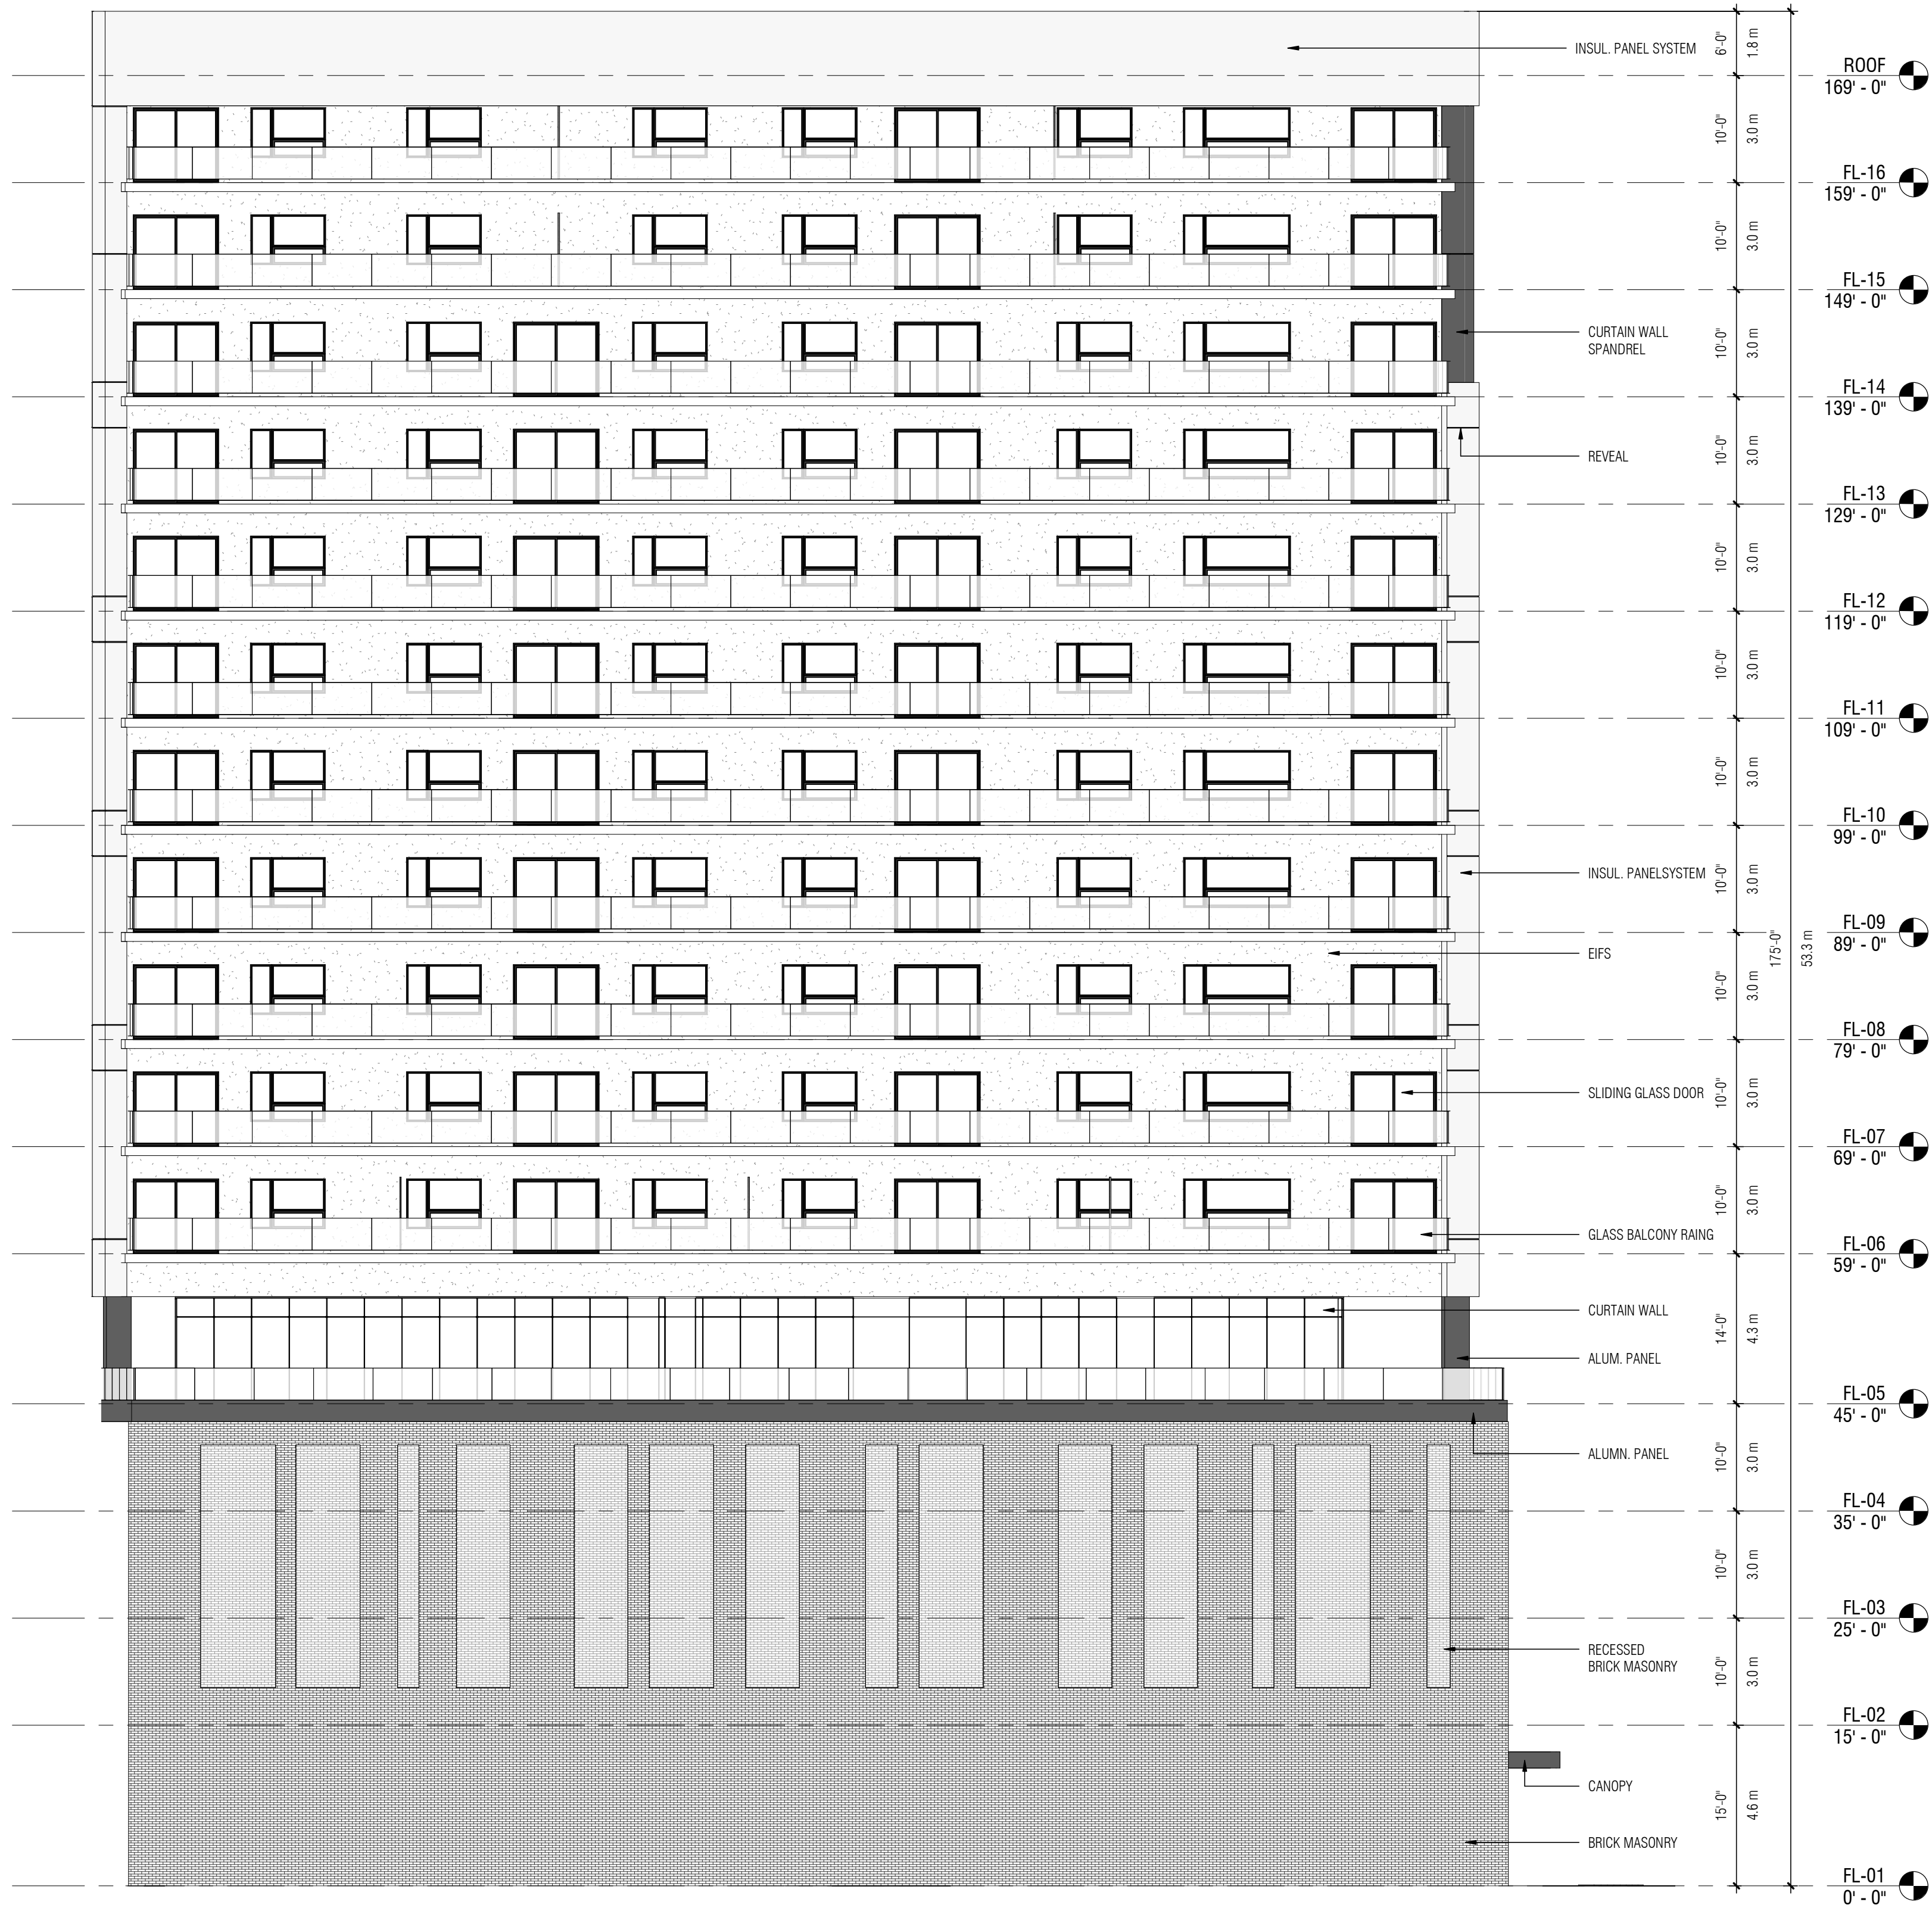 INSUL. PANEL SYSTEM
6'-0"
1.8 m
ROOF
169' - 0"
10'-0"
3.0 m
FL-16
159' - 0"
10'-0"
3.0 m
FL-15
149' - 0"
CURTAIN WALL
SPANDREL
10'-0"
3.0 m
FL-14
139' - 0"
REVEAL
10'-0"
3.0 m
FL-13
129' - 0"
10'-0"
3.0 m
FL-12
119' - 0"
10'-0"
3.0 m
FL-11
109' - 0"
10'-0"
3.0 m
FL-10
99' - 0"
INSUL. PANELSYSTEM
10'-0"
3.0 m
FL-09
89' - 0"
175'-0"
53.3 m
EIFS
10'-0"
3.0 m
FL-08
79' - 0"
SLIDING GLASS DOOR
10'-0"
3.0 m
FL-07
69' - 0"
10'-0"
3.0 m
GLASS BALCONY RAING
FL-06
59' - 0"
CURTAIN WALL
14'-0"
4.3 m
ALUM. PANEL
FL-05
45' - 0"
ALUMN. PANEL
10'-0"
3.0 m
FL-04
35' - 0"
10'-0"
3.0 m
FL-03
25' - 0"
RECESSED
BRICK MASONRY
10'-0"
3.0 m
FL-02
15' - 0"
CANOPY
15'-0"
4.6 m
BRICK MASONRY
FL-01
0' - 0"